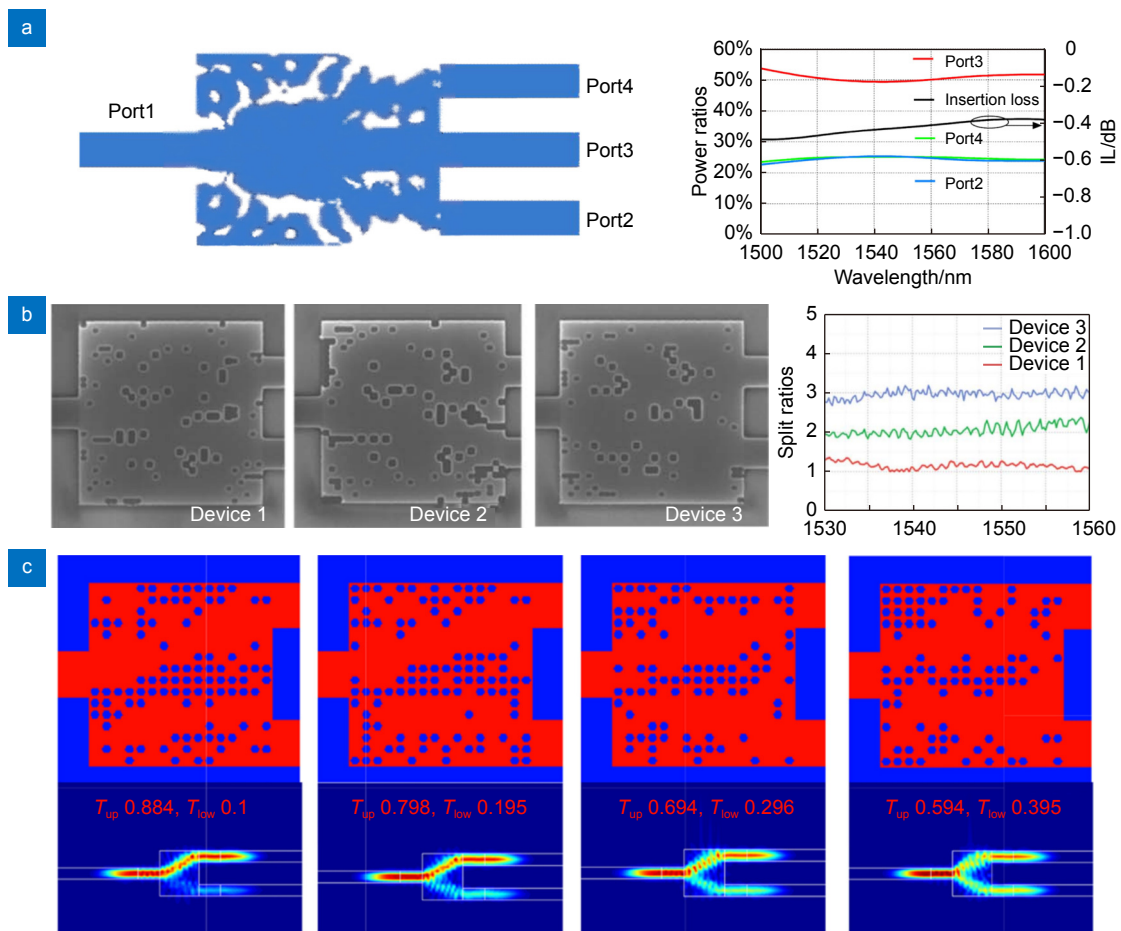 a
Port1
Port4
Port3
Port2
60%
50%
40%
30%
20%
10%
0%
Power ratios
Port3
Insertion loss
Port4
Port2
0
−0.2
−0.4
−0.6
−0.8
−1.0
IL/dB
1500 1520 1540 1560 1580 1600
Wavelength/nm
b
Device 1
Device 2
Device 3
5
4
3
2
1
0
Split ratios
Device 3
Device 2
Device 1
1530 1540 1550 1560
c
Tup 0.884, Tlow 0.1
Tup 0.798, Tlow 0.195
Tup 0.694, Tlow 0.296
Tup 0.594, Tlow 0.395